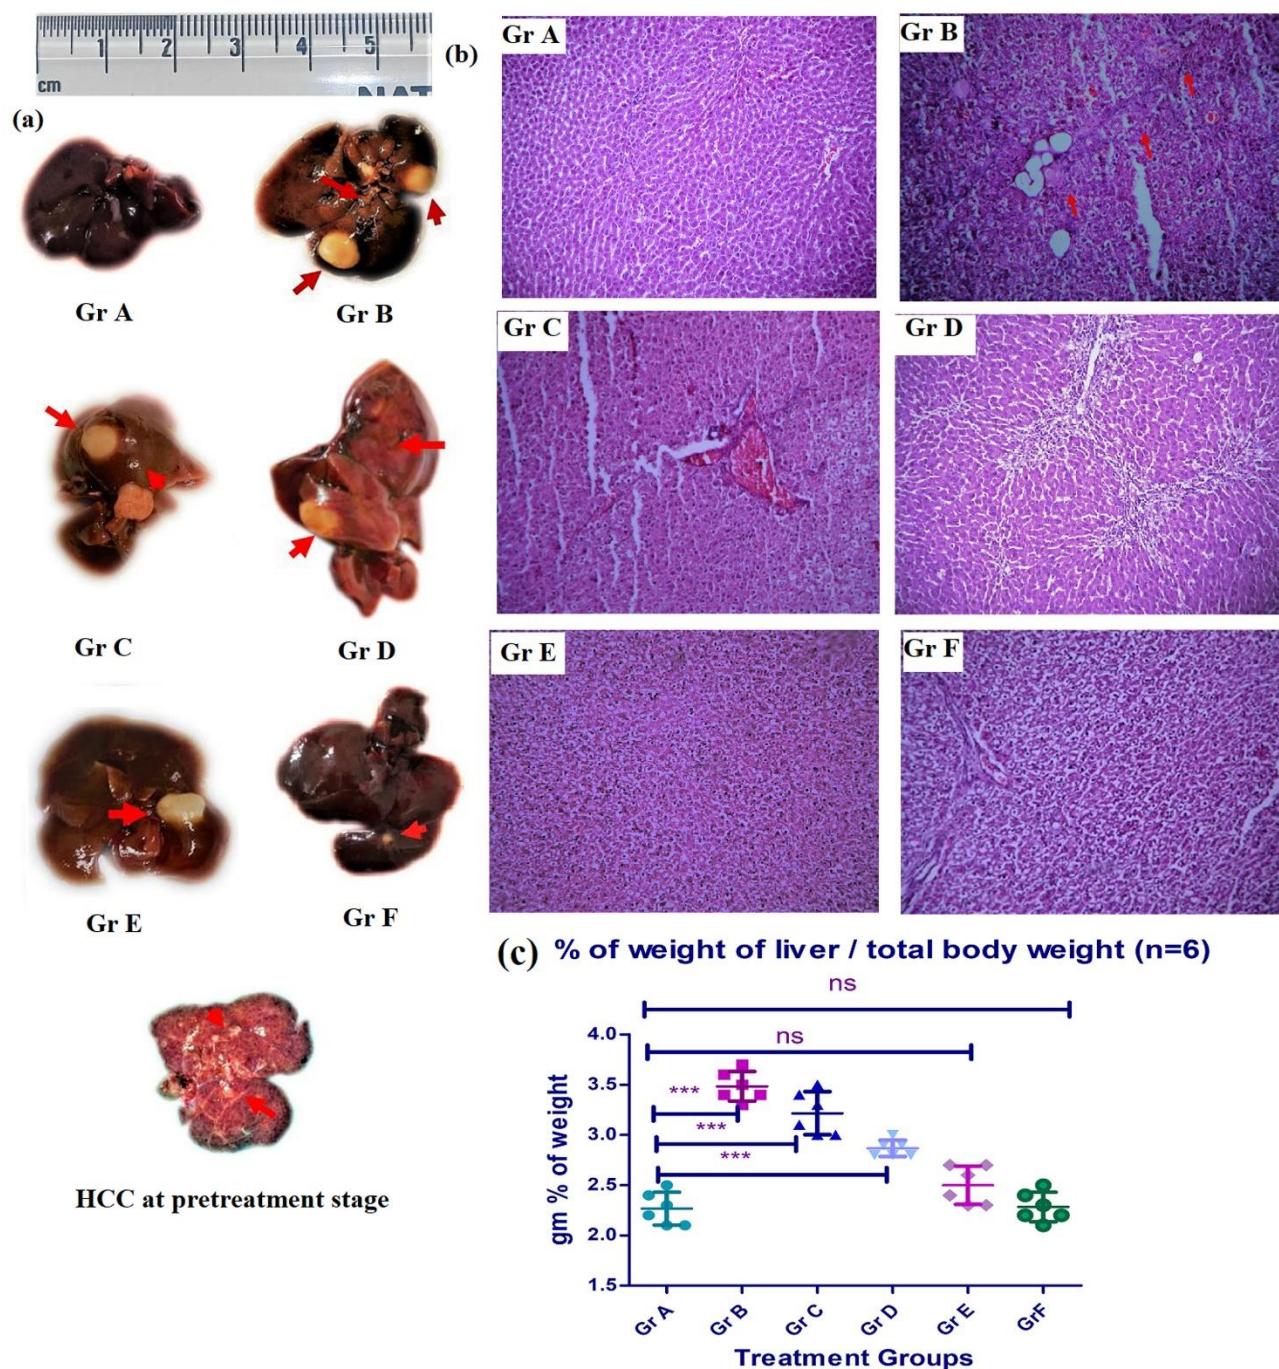 1 2 3 4 5
cm
NAT
(a)
Gr A
Gr B
Gr C
Gr D
Gr E
Gr F
HCC at pretreatment stage
(b)
Gr A
Gr B
Gr C
Gr D
Gr E
Gr F
(c) % of weight of liver / total body weight (n=6)
ns
ns
***
***
***
4.0
3.5
3.0
2.5
2.0
1.5
gm % of weight
Gr A
Gr B
Gr C
Gr D
Gr E
GrF
Treatment Groups